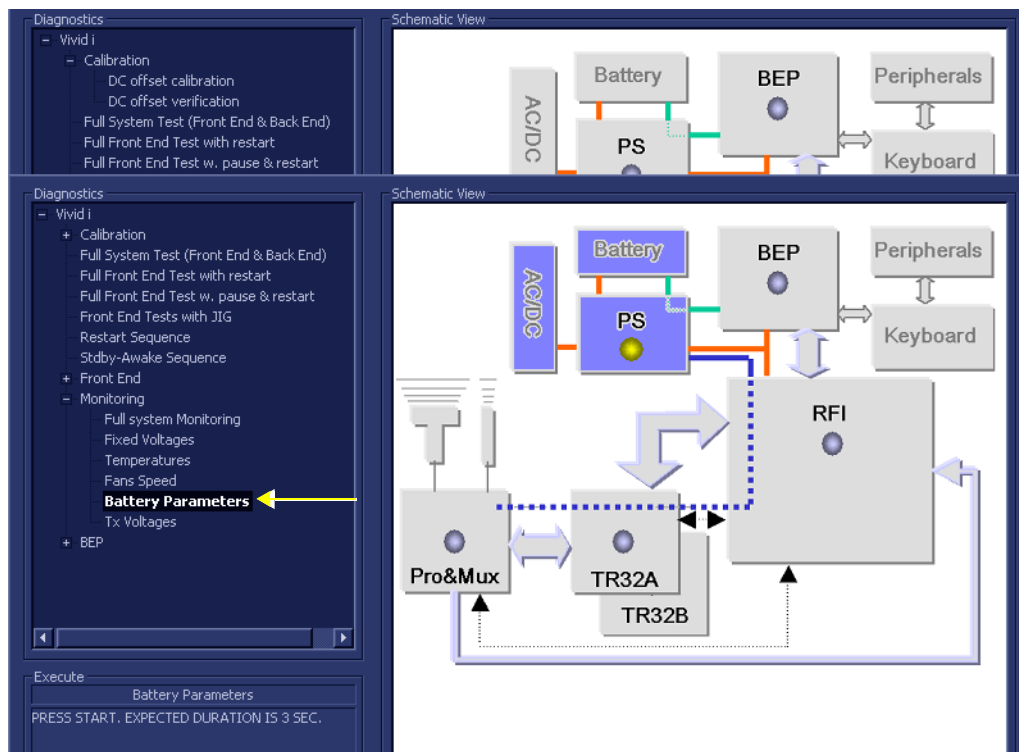 Diagnostics
Vivid i
Calibration
DC offset calibration
DC offset verification
Full System Test (Front End & Back End)
Full Front End Test with restart
Full Front End Test w. pause & restart
Schematic View
Battery
BEP
Peripherals
AC/DC
PS
Keyboard
Diagnostics
Vivid i
Calibration
Full System Test (Front End & Back End)
Full Front End Test with restart
Full Front End Test w. pause & restart
Front End Tests with JIG
Restart Sequence
Stdby-Awake Sequence
Front End
Monitoring
Full system Monitoring
Fixed Voltages
Temperatures
Fans Speed
Battery Parameters
Tx Voltages
BEP
Schematic View
Battery
BEP
Peripherals
AC/DC
PS
Keyboard
RFI
Pro&Mux
TR32A
TR32B
Execute
Battery Parameters
PRESS START. EXPECTED DURATION IS 3 SEC.